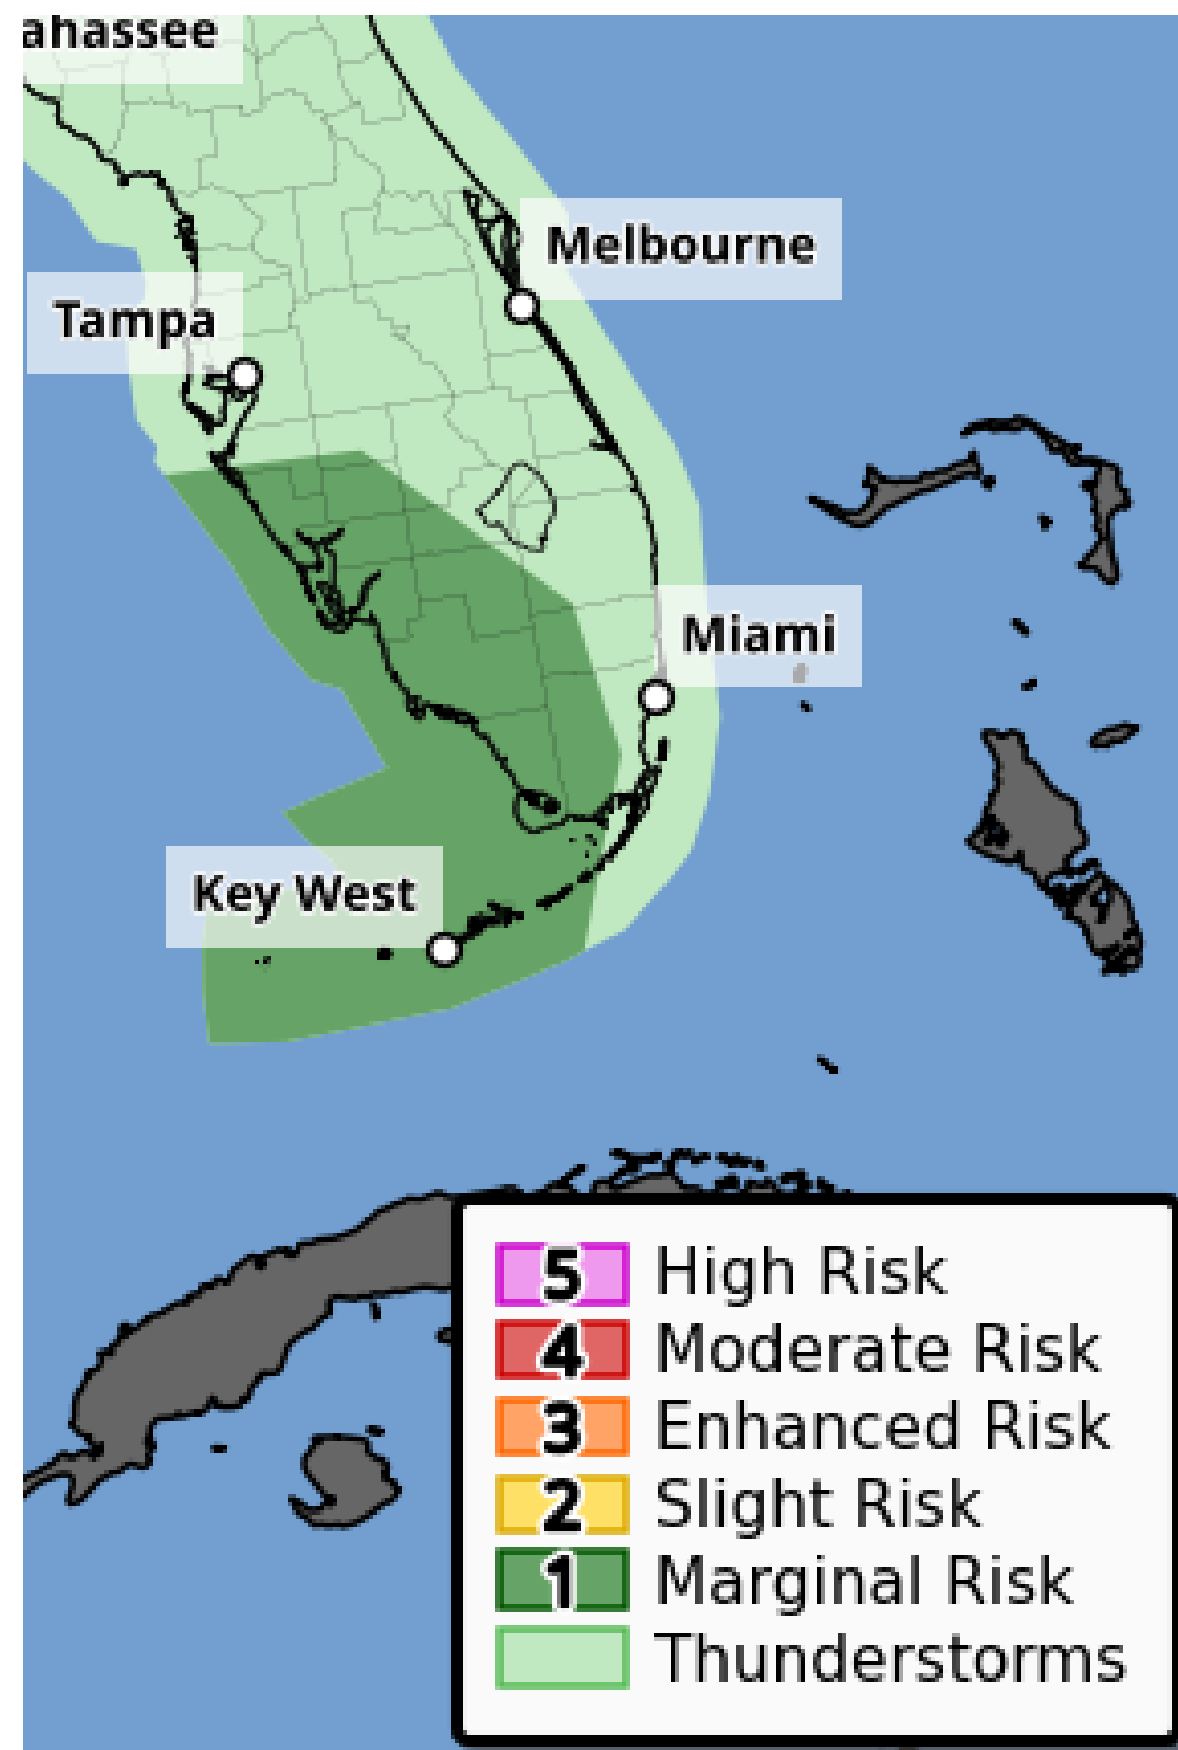 ahassee
Melbourne
Tampa
Miami
Key West
5 High Risk
4 Moderate Risk
3 Enhanced Risk
2 Slight Risk
1 Marginal Risk
Thunderstorms